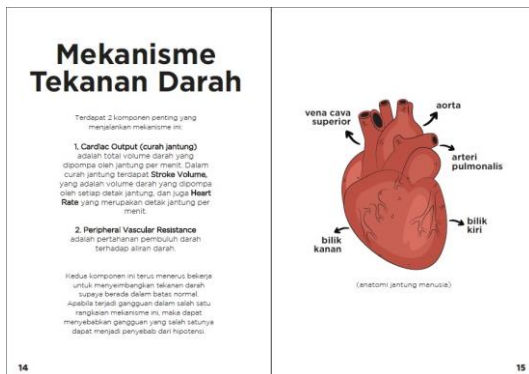 Mekanisme
Tekanan Darah
Terdapat 2 komponen penting yang
menjalankan mekanisme ini:
1. Cardiac Output (curah jantung)
adalah total volume darah yang
dipompa oleh jantung per menit. Dalam
curah jantung terdapat Stroke Volume,
yang adalah volume darah yang dipompa
oleh setiap detak jantung, dan juga Heart
Rate yang merupakan detak jantung per
menit.
2. Peripheral Vascular Resistance
adalah pertahanan pembuluh darah
terhadap aliran darah.
Kedua komponen ini terus menerus bekerja
untuk menyeimbangkan tekanan darah
supaya berada dalam batas normal.
Apabila terjadi gangguan dalam salah satu
rangkaian mekanisme ini, maka dapat
menyebabkan gangguan yang salah satunya
dapat menjadi penyebab dari hipotensi.
14
vena cava
superior
aorta
arteri
pulmonalis
bilik
kiri
bilik
kanan
(anatomi jantung manusia)
15